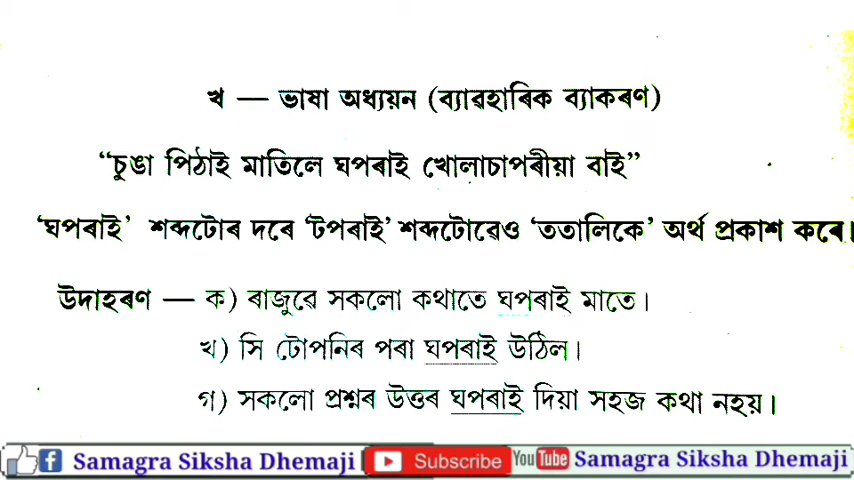 খ — ভাষা অধ্যয়ন (ব্যাৱহাৰিক ব্যাকৰণ)
“চুঙা পিঠাই মাতিলে ঘপৰাই খোলাচাপৰীয়া বাই”
‘ঘপৰাই’ শব্দটোৰ দৰে ‘টপৰাই’ শব্দটোৱেও ‘ততালিকে’ অৰ্থ প্ৰকাশ কৰে।
উদাহৰণ — ক) ৰাজুৱে সকলো কথাতে ঘপৰাই মাতে।
খ) সি টোপনিৰ পৰা ঘপৰাই উঠিল।
গ) সকলো প্ৰশ্নৰ উত্তৰ ঘপৰাই দিয়া সহজ কথা নহয়।
f Samagra Siksha Dhemaji Subscribe YouTube Samagra Siksha Dhemaji